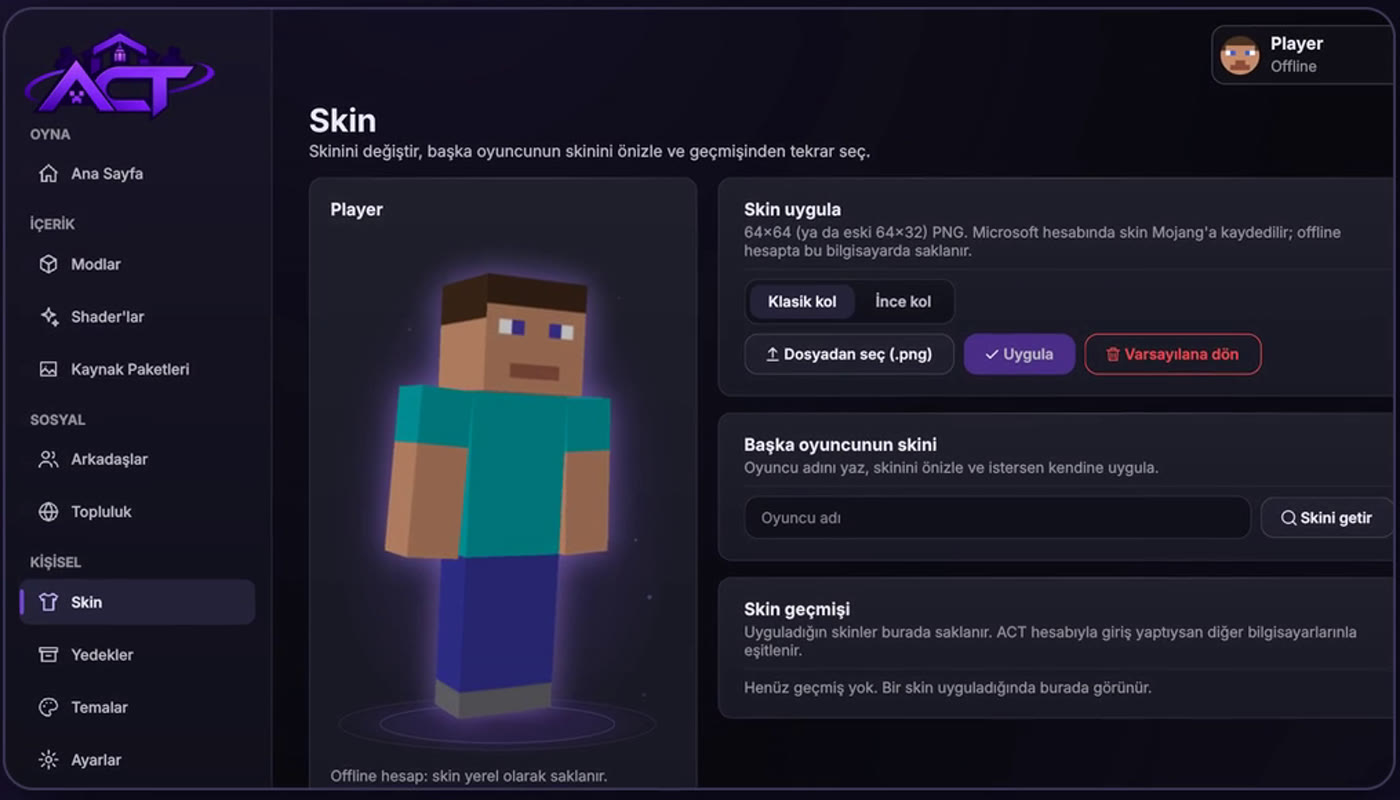 ACT
OYNA
Ana Sayfa
İÇERİK
Modlar
Shader'lar
Kaynak Paketleri
SOSYAL
Arkadaşlar
Topluluk
KİŞİSEL
Skin
Yedekler
Temalar
Ayarlar
Player
Offline
Skin
Skinini değiştir, başka oyuncunun skinini önizle ve geçmişinden tekrar seç.
Player
Offline hesap: skin yerel olarak saklanır.
Skin uygula
64×64 (ya da eski 64×32) PNG. Microsoft hesabında skin Mojang'a kaydedilir; offline
hesapta bu bilgisayarda saklanır.
Klasik kol İnce kol
Dosyadan seç (.png) Uygula Varsayılana dön
Başka oyuncunun skini
Oyuncu adını yaz, skinini önizle ve istersen kendine uygula.
Oyuncu adı Skini getir
Skin geçmişi
Uyguladığın skinler burada saklanır. ACT hesabıyla giriş yaptıysan diğer bilgisayarlarınla
eşitlenir.
Henüz geçmiş yok. Bir skin uyguladığında burada görünür.